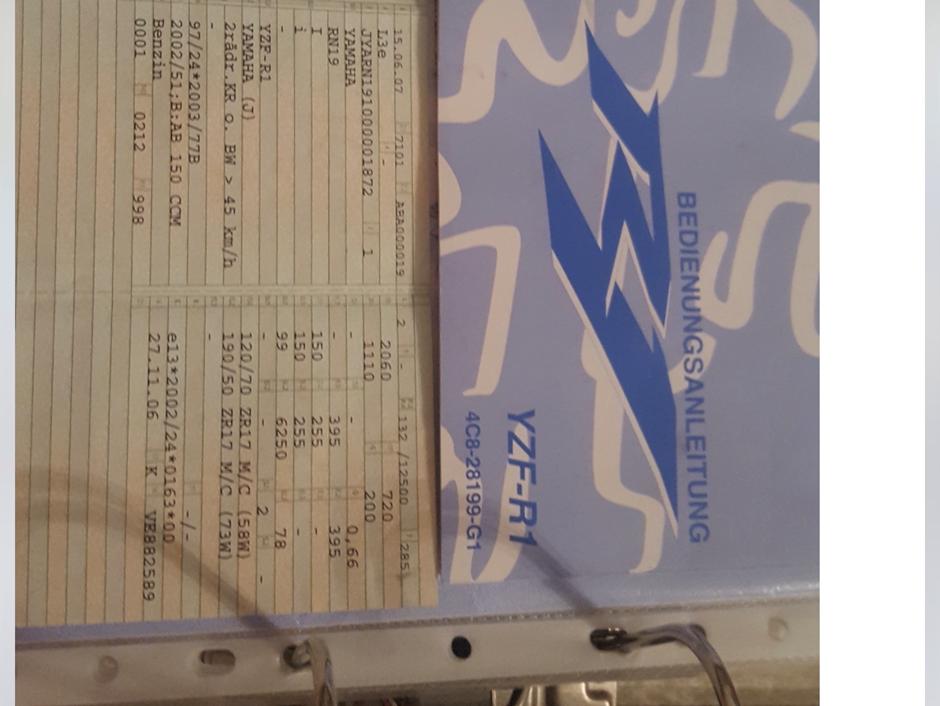 BEDIENUNGSANLEITUNG
YZF-R1
4C8-28199-G1
15.06.07 7101 ABA000019 2 - 132 /12500 285
L3e - 2060 720
JYARN191000001872 1 1110 200
YAMAHA - - 0,66
RN19 - 395 395
I 150 255 -
i 150 255 -
- 99 6250 78
YZF-R1 - - 2 -
YAMAHA (J) 120/70 ZR17 M/C (58W)
2rädr.KR o. BW > 45 km/h 190/50 ZR17 M/C (73W)
- -
97/24*2003/77B -/-
2002/51;B:AB 150 CCM e13*2002/24*0163*00
Benzin 27.11.06 K VE882589
0001 0212 998